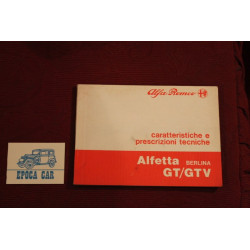 Alfa Romeo
caratteristiche e
prescrizioni tecniche
Alfetta BERLINA
GT/GTV
EPOCA CAR